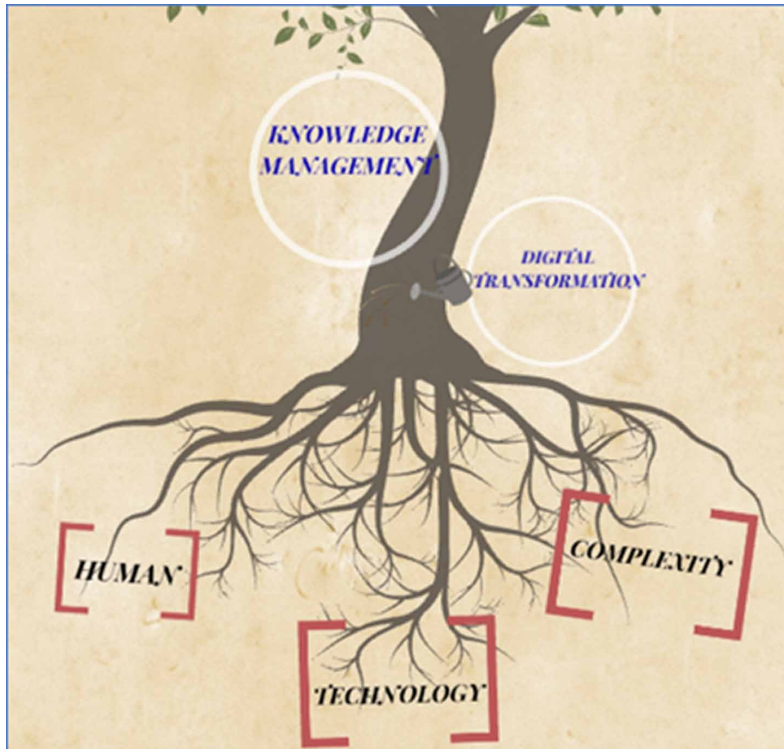 KNOWLEDGE
MANAGEMENT
DIGITAL
TRANSFORMATION
HUMAN
COMPLEXITY
TECHNOLOGY